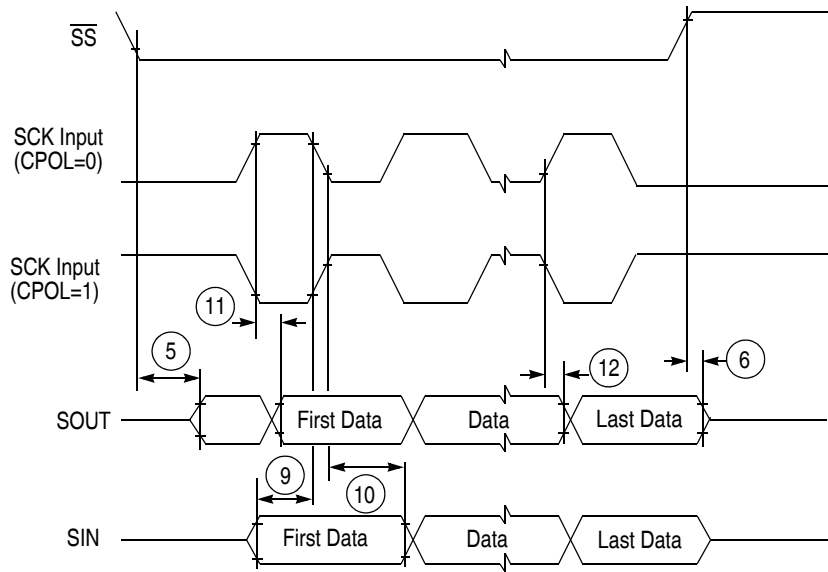 SS
SCK Input
(CPOL=0)
SCK Input
(CPOL=1)
11
5
12
6
SOUT
First Data
Data
Last Data
9
10
SIN
First Data
Data
Last Data